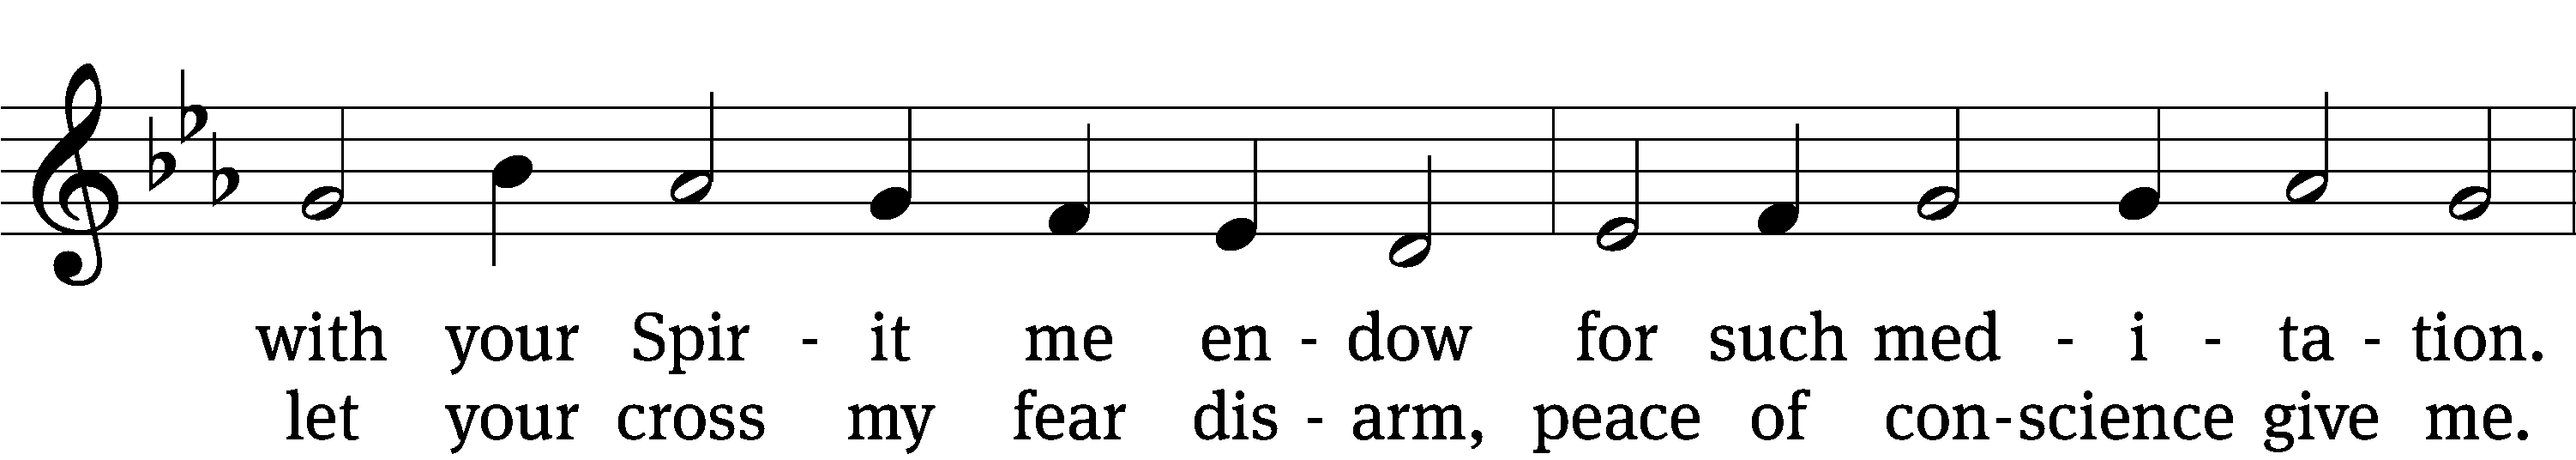 with your Spir - it me en - dow for such med - i - ta - tion.
let your cross my fear dis - arm, peace of con - science give me.